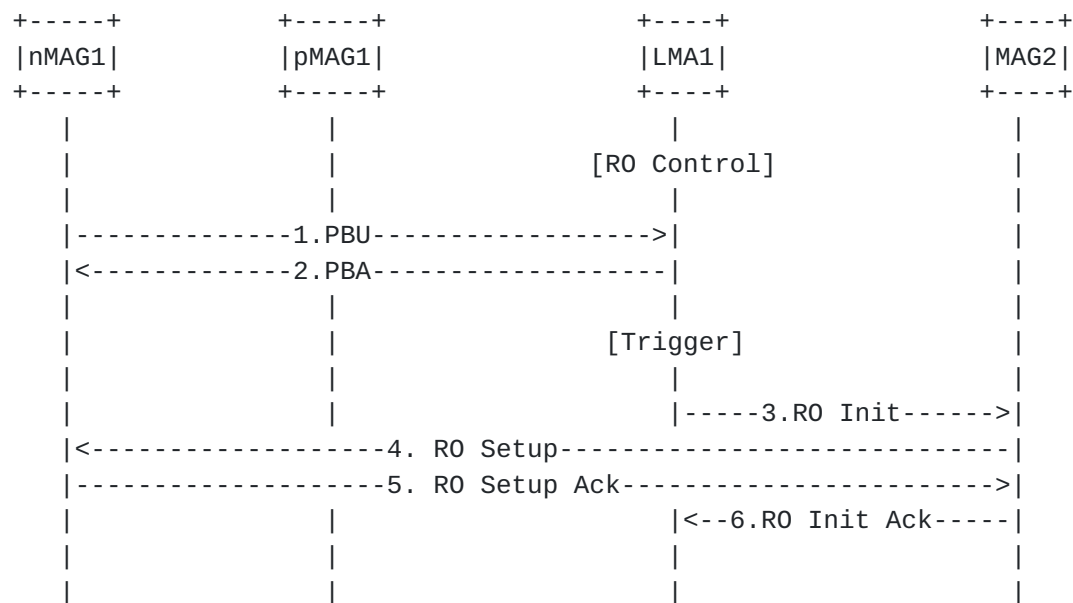 +-----+ +-----+ +----+ +----+
|nMAG1| |pMAG1| |LMA1| |MAG2|
+-----+ +-----+ +----+ +----+
| | | |
| | [RO Control] |
| | | |
|--------------1.PBU------------------>| |
|<-------------2.PBA-------------------| |
| | | |
| | [Trigger] |
| | | |
| | |-----3.RO Init------>|
|<-------------------4. RO Setup-----------------------------|
|--------------------5. RO Setup Ack------------------------>|
| | |<--6.RO Init Ack-----|
| | | |
| | | |